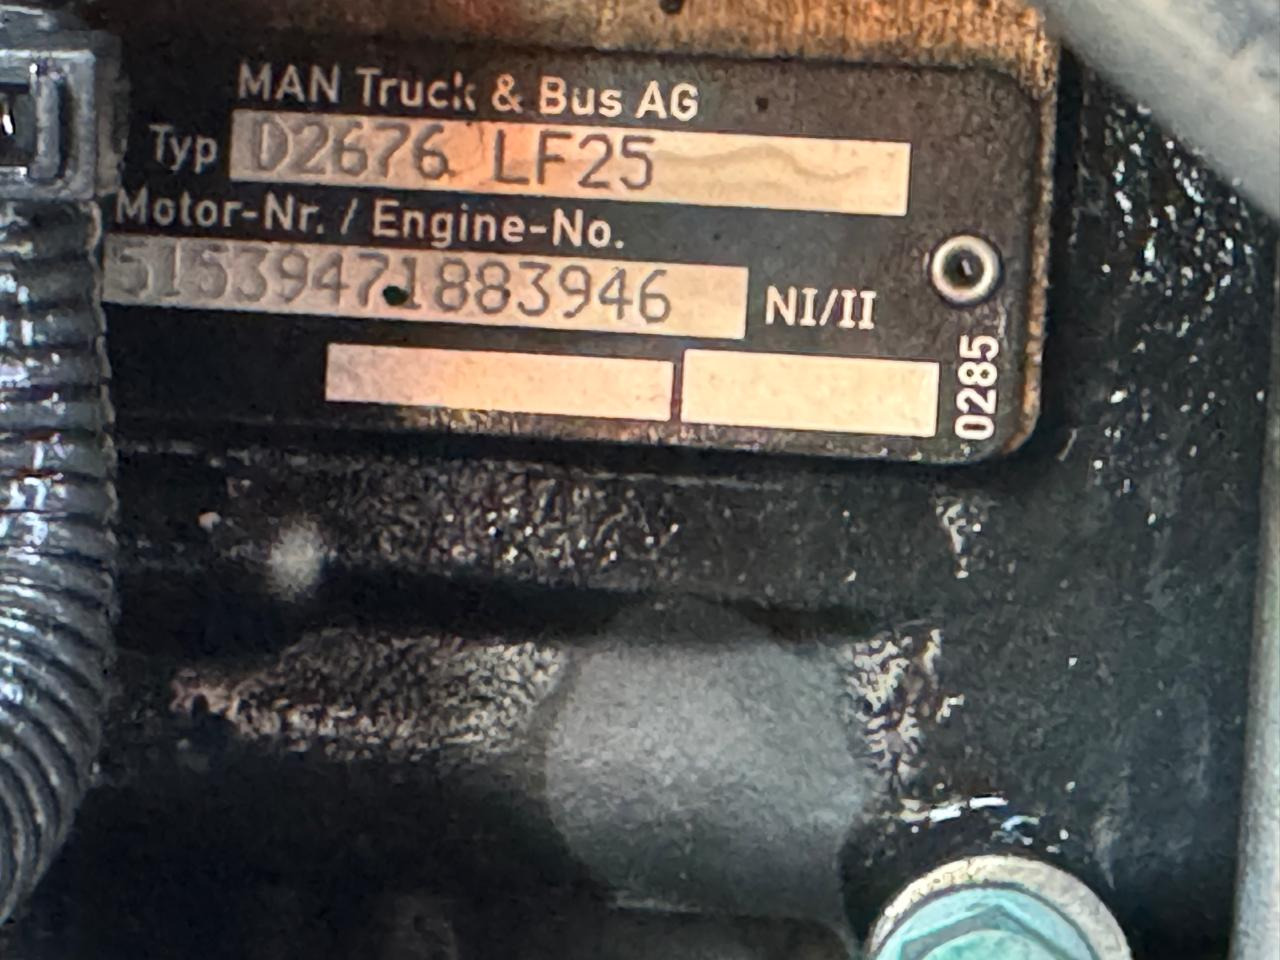 MAN Truck & Bus AG
Typ D2676 LF25
Motor-Nr. / Engine-No.
51539471883946 NI/II
0285